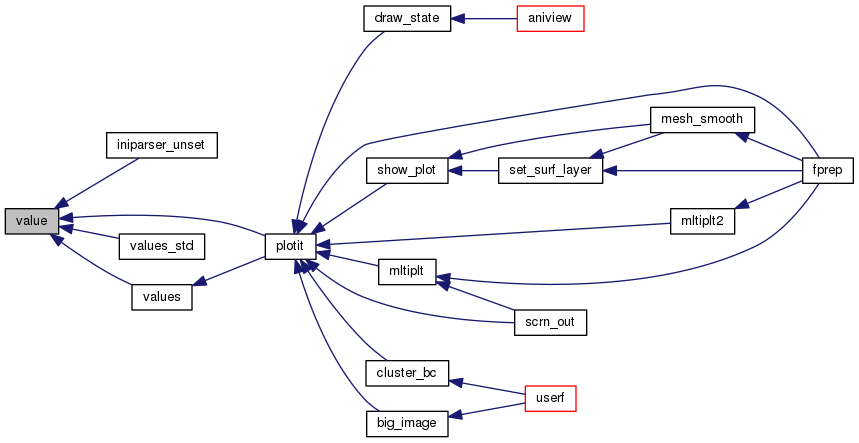 draw_state
aniview
mesh_smooth
iniparser_unset
show_plot
set_surf_layer
fprep
value
mltiplt2
values_std
plotit
mltiplt
values
scrn_out
cluster_bc
userf
big_image